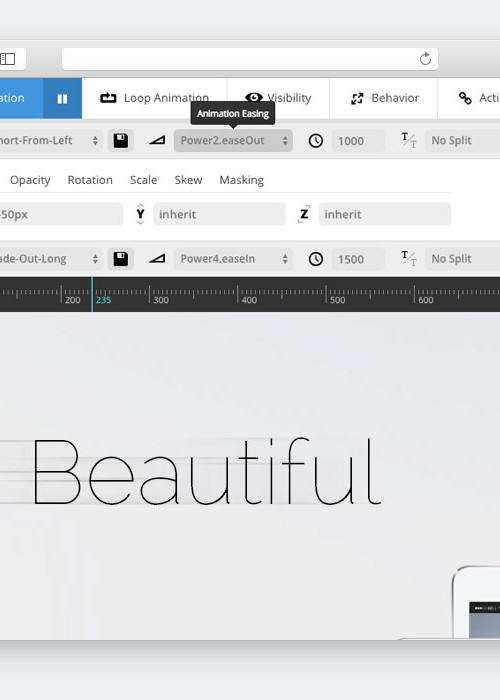 ation Loop Animation Visibility Behavior Acti
Animation Easing
hort-From-Left Power2.easeOut 1000 T/T No Split
Opacity Rotation Scale Skew Masking
50px Y inherit Z inherit
ade-Out-Long Power4.easeIn 1500 T/T No Split
200 235 300 400 500 600
Beautiful